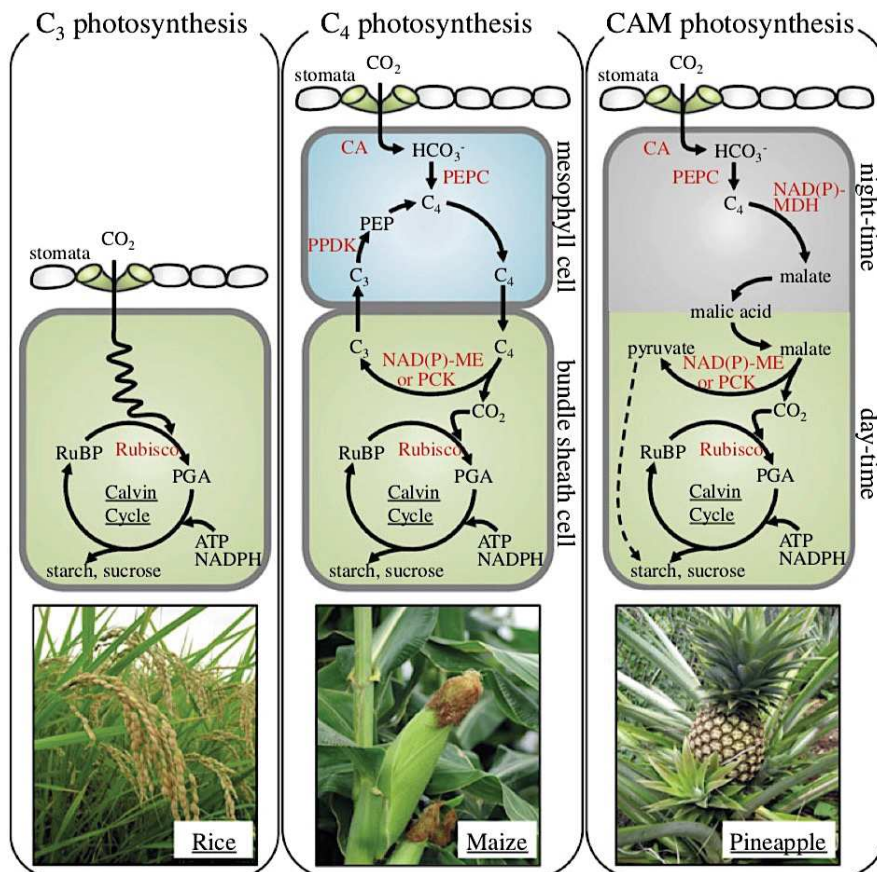 C3 photosynthesis
stomata
CO2
RuBP
Rubisco
PGA
Calvin
Cycle
ATP
NADPH
starch, sucrose
Rice
C4 photosynthesis
CO2
stomata
CA
HCO3-
PEPC
C4
PEP
PPDK
C3
C4
mesophyll cell
C3
C4
NAD(P)-ME
or PCK
CO2
RuBP
Rubisco
PGA
Calvin
Cycle
ATP
NADPH
starch, sucrose
bundle sheath cell
Maize
CAM photosynthesis
CO2
stomata
CA
HCO3-
PEPC
NAD(P)-
MDH
C4
malate
malic acid
night-time
pyruvate
malate
NAD(P)-ME
or PCK
CO2
RuBP
Rubisco
PGA
Calvin
Cycle
ATP
NADPH
starch, sucrose
day-time
Pineapple